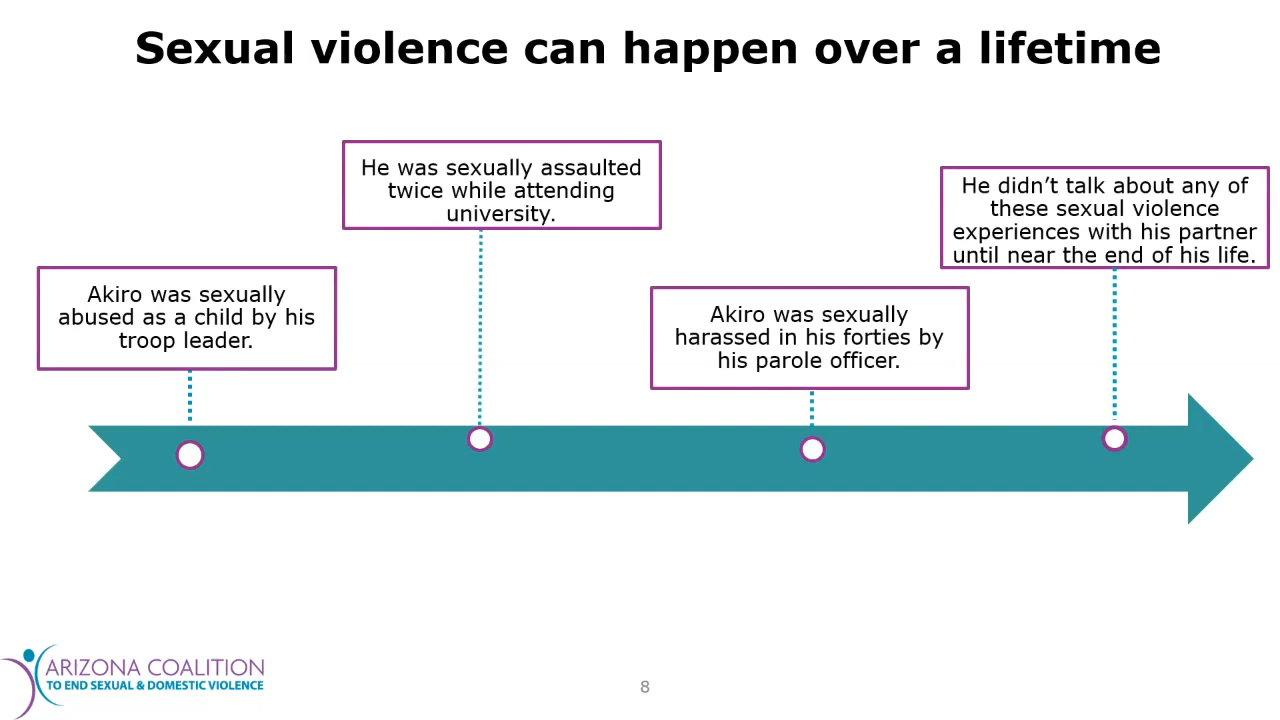 Sexual violence can happen over a lifetime
Akiro was sexually
abused as a child by his
troop leader.
He was sexually assaulted
twice while attending
university.
Akiro was sexually
harassed in his forties by
his parole officer.
He didn’t talk about any of
these sexual violence
experiences with his partner
until near the end of his life.
ARIZONA COALITION
TO END SEXUAL & DOMESTIC VIOLENCE
8